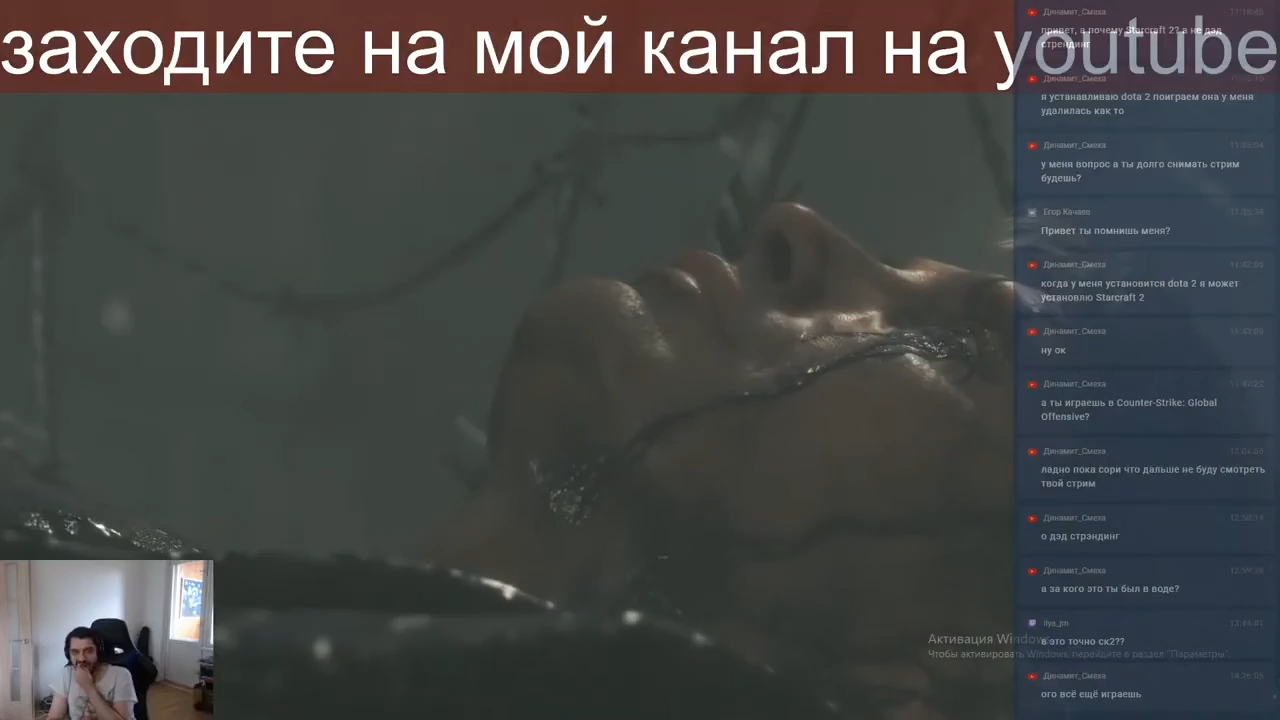 заходите на мой канал на youtube
Динамит_Смеха
привет, а почему Starcraft 2? а не дэд
стрендинг
Динамит_Смеха
я устанавливаю dota 2 поиграем она у меня
удалилась как то
Динамит_Смеха
у меня вопрос а ты долго снимать стрим
будешь?
Егор Качаев
Привет ты помнишь меня?
Динамит_Смеха
когда у меня установится dota 2 я может
установлю Starcraft 2
Динамит_Смеха
ну ок
Динамит_Смеха
а ты играешь в Counter-Strike: Global
Offensive?
Динамит_Смеха
ладно пока сори что дальше не буду смотреть
твой стрим
Динамит_Смеха
о дэд стрэндинг
Динамит_Смеха
а за кого это ты был в воде?
ilya_jm
а это точно ск2??
Динамит_Смеха
ого всё ещё играешь
Активация Windows
Чтобы активировать Windows, перейдите в раздел "Параметры".